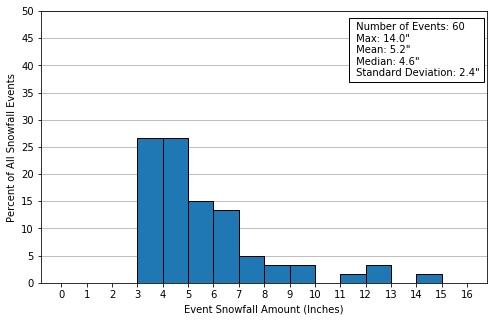 Number of Events: 60
Max: 14.0"
Mean: 5.2"
Median: 4.6"
Standard Deviation: 2.4"
Percent of All Snowfall Events
50
45
40
35
30
25
20
15
10
5
0
0 1 2 3 4 5 6 7 8 9 10 11 12 13 14 15 16
Event Snowfall Amount (Inches)